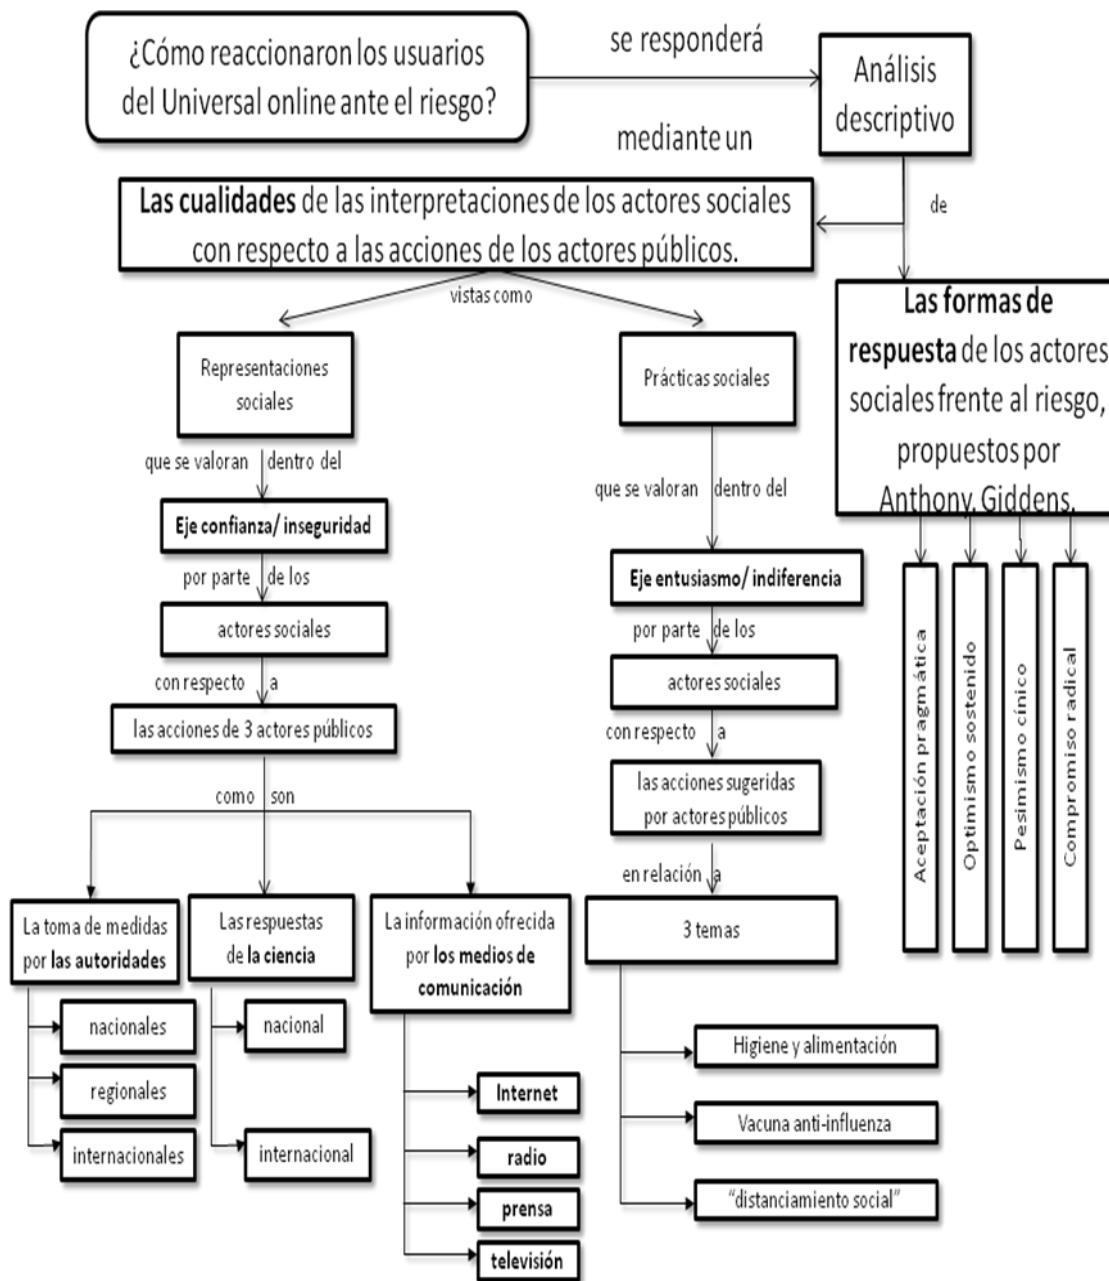 ¿Cómo reaccionaron los usuarios
del Universal online ante el riesgo?
se responderá
mediante un
Análisis
descriptivo
de
Las cualidades de las interpretaciones de los actores sociales
con respecto a las acciones de los actores públicos.
vistas como
Las formas de
respuesta de los actores
sociales frente al riesgo,
propuestos por
Anthony. Giddens.
Aceptación pragmática
Optimismo sostenido
Pesimismo cínico
Compromiso radical
Representaciones
sociales
que se valoran dentro del
Eje confianza/ inseguridad
por parte de los
actores sociales
con respecto a
las acciones de 3 actores públicos
como son
La toma de medidas
por las autoridades
nacionales
regionales
internacionales
Las respuestas
de la ciencia
nacional
internacional
La información ofrecida
por los medios de
comunicación
Internet
radio
prensa
televisión
Prácticas sociales
que se valoran dentro del
Eje entusiasmo/ indiferencia
por parte de los
actores sociales
con respecto a
las acciones sugeridas
por actores públicos
en relación a
3 temas
Higiene y alimentación
Vacuna anti-influenza
“distanciamiento social”